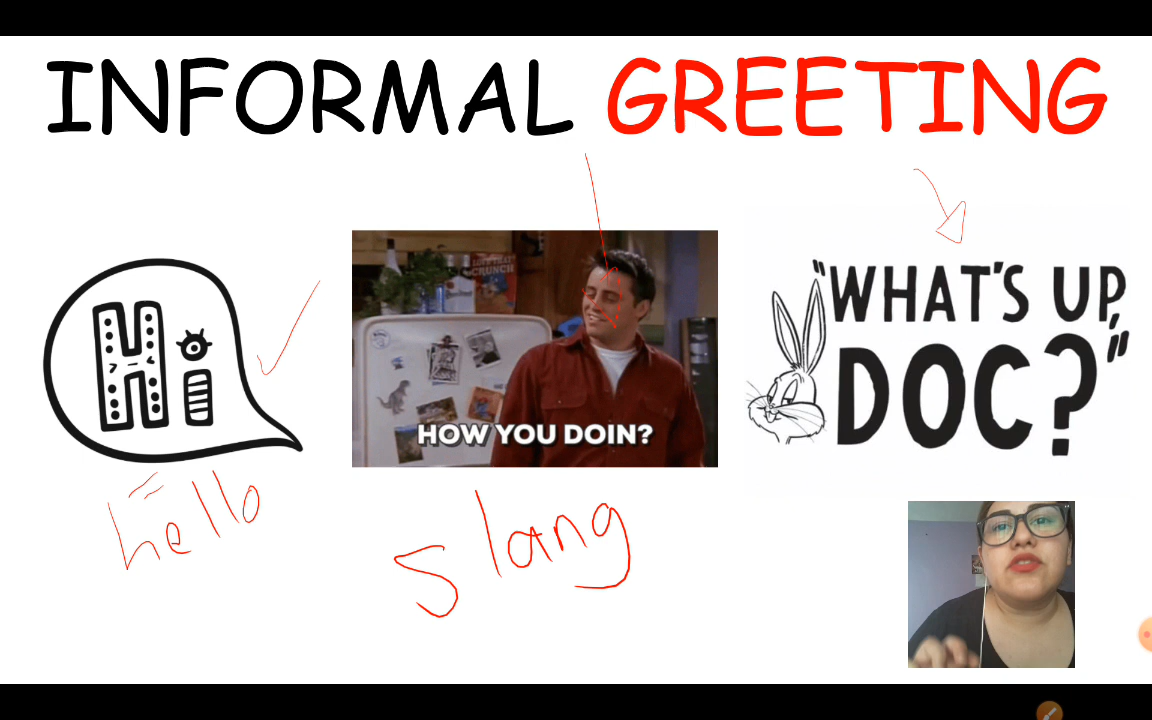 INFORMAL GREETING
Hi
HOW YOU DOIN?
"WHAT'S UP,
DOC?"
hello
slang